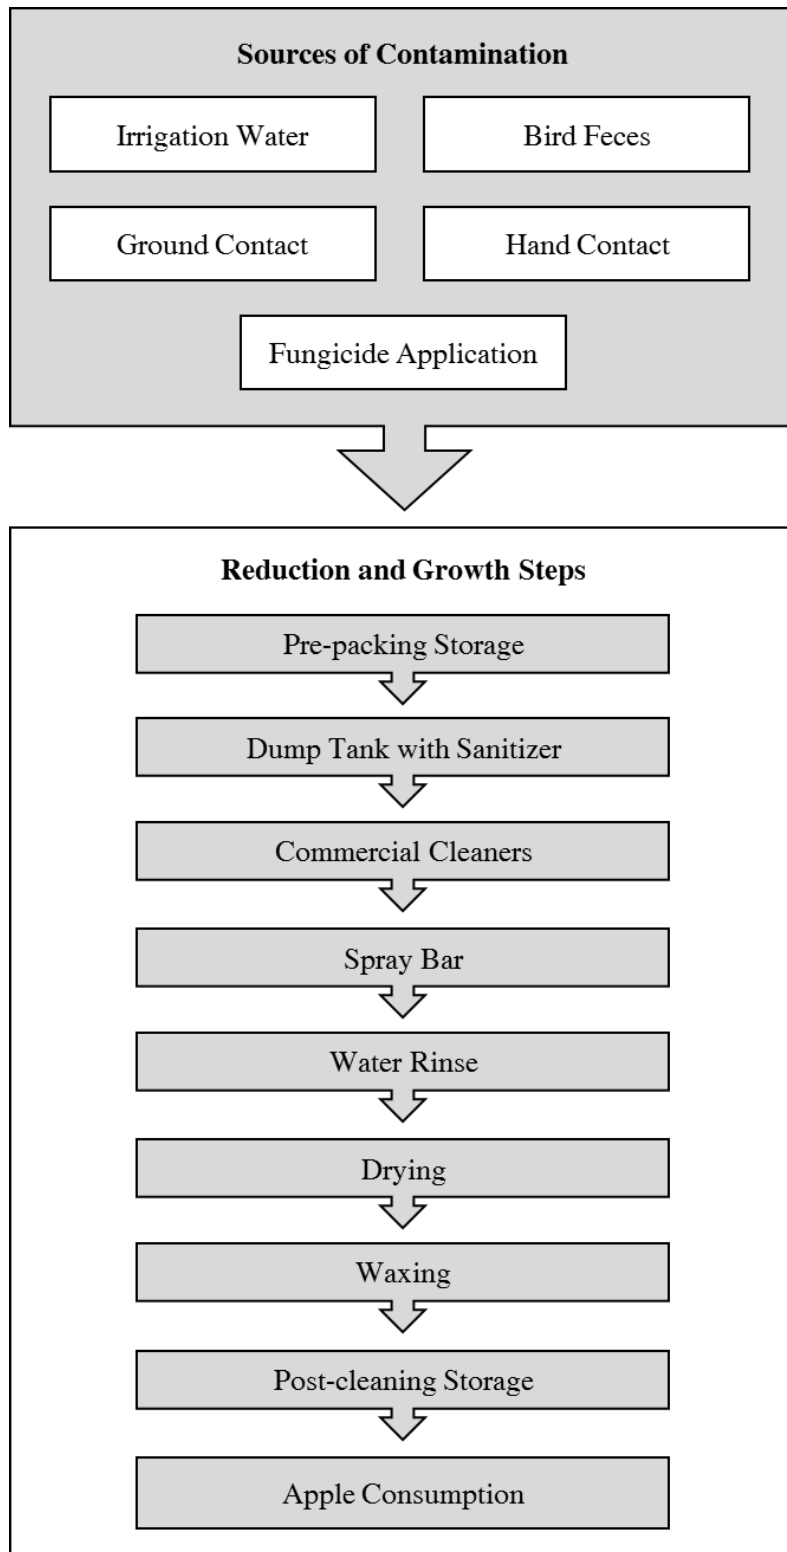 Sources of Contamination
Irrigation Water
Bird Feces
Ground Contact
Hand Contact
Fungicide Application
Reduction and Growth Steps
Pre-packing Storage
Dump Tank with Sanitizer
Commercial Cleaners
Spray Bar
Water Rinse
Drying
Waxing
Post-cleaning Storage
Apple Consumption